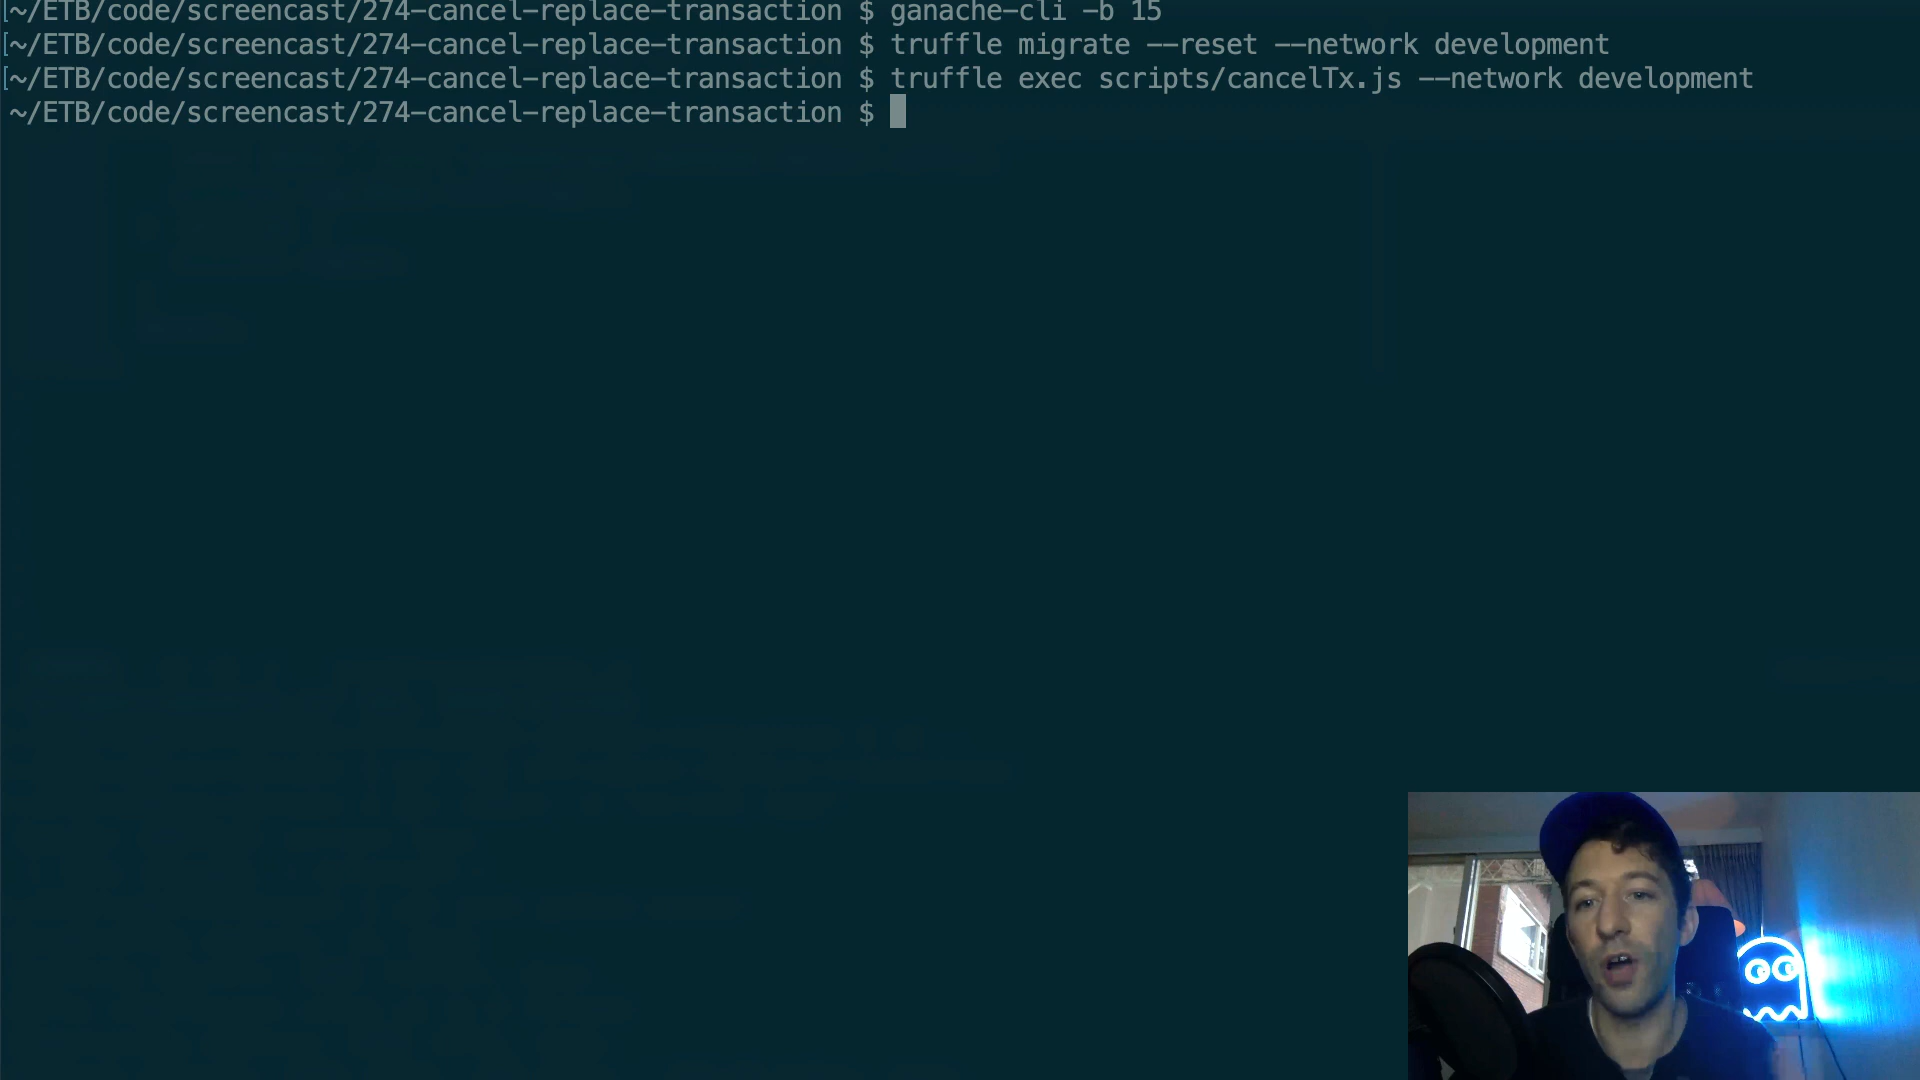 [~/ETB/code/screencast/274-cancel-replace-transaction $ ganache-cli -b 15
[~/ETB/code/screencast/274-cancel-replace-transaction $ truffle migrate --reset --network development
[~/ETB/code/screencast/274-cancel-replace-transaction $ truffle exec scripts/cancelTx.js --network development
~/ETB/code/screencast/274-cancel-replace-transaction $